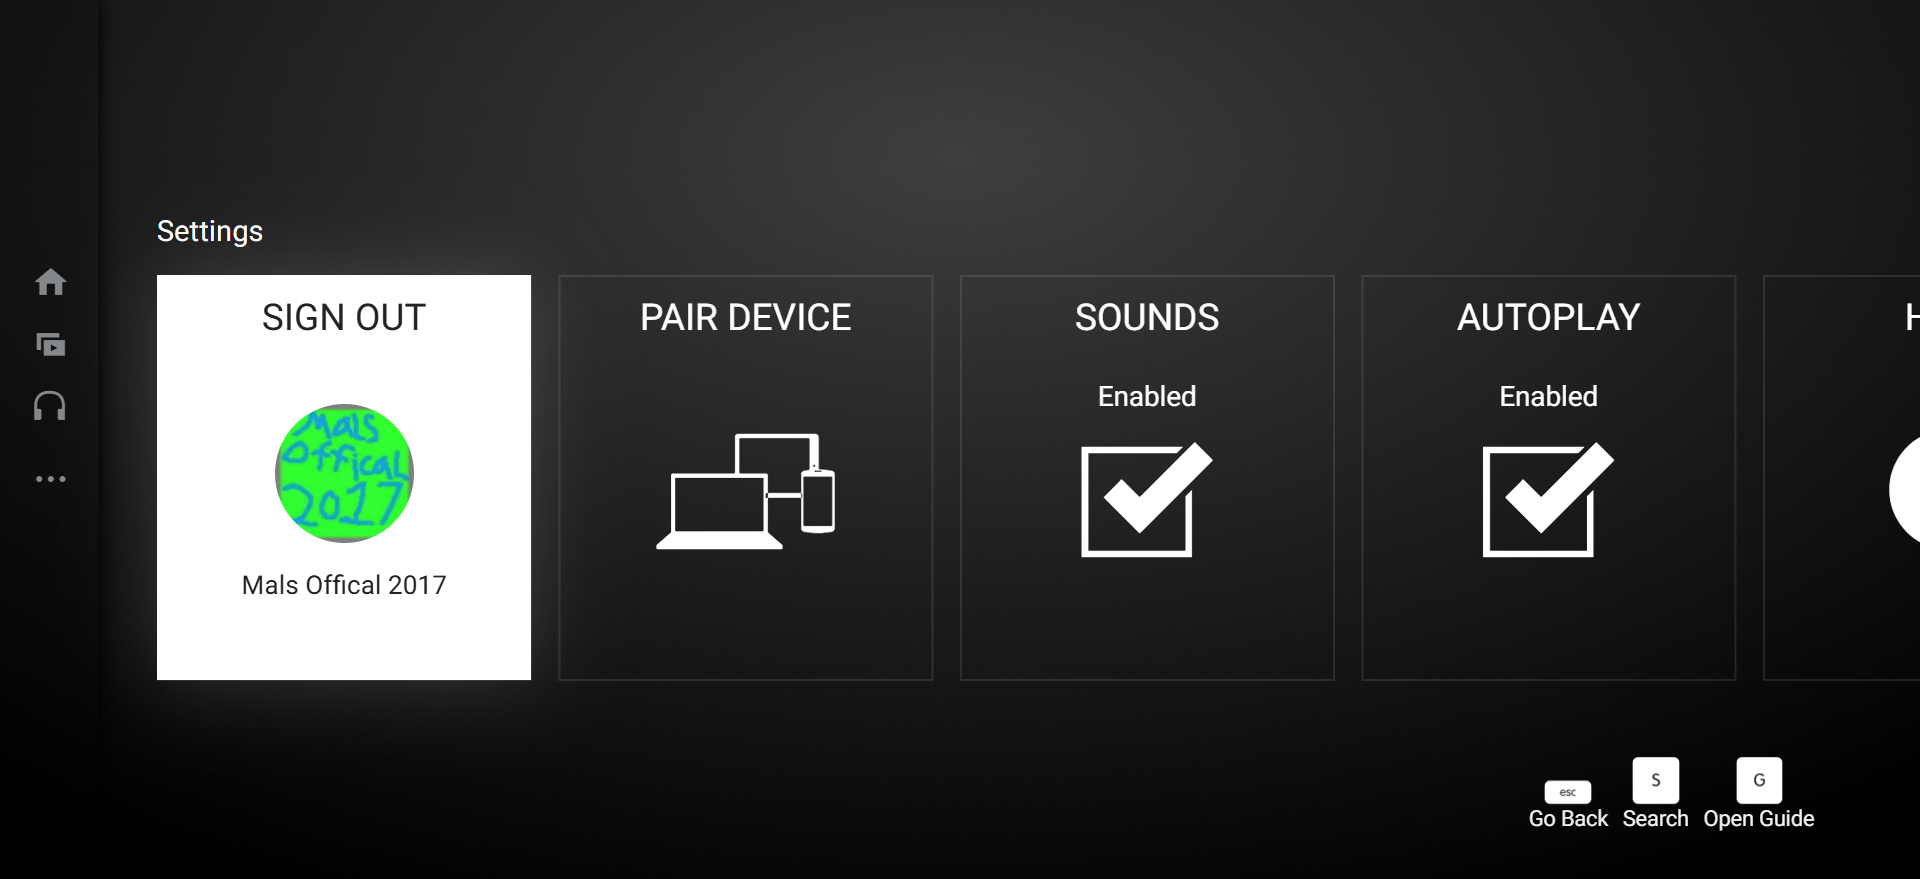 Settings
SIGN OUT
Mals
Offical
2017
Mals Offical 2017
PAIR DEVICE
SOUNDS
Enabled
AUTOPLAY
Enabled
H
esc
Go Back
S
Search
G
Open Guide